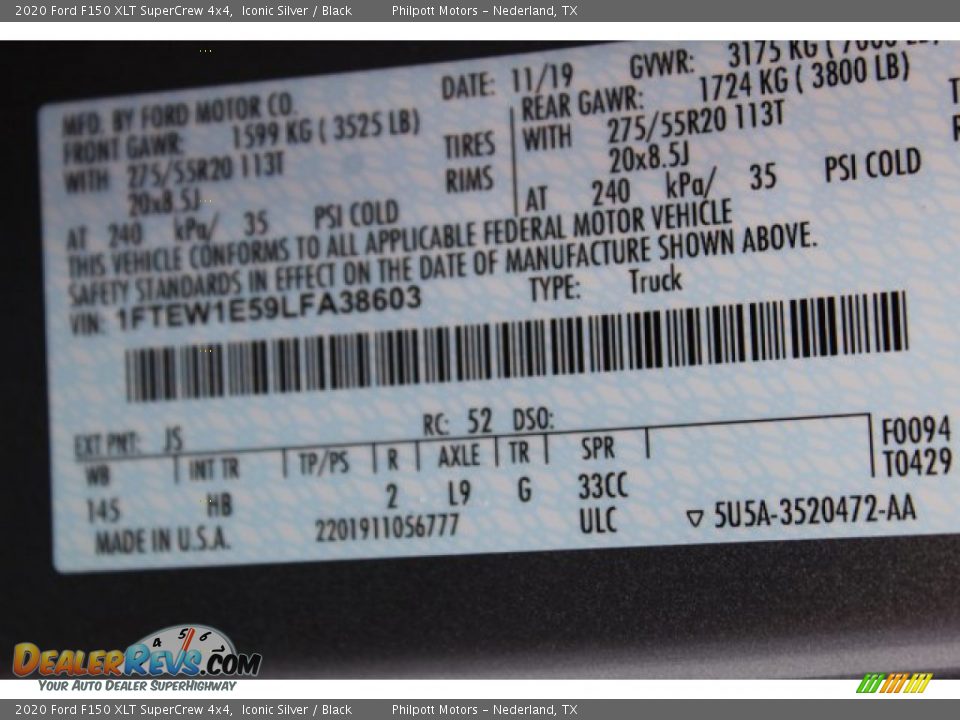 2020 Ford F150 XLT SuperCrew 4x4,  Iconic Silver / Black  Philpott Motors – Nederland, TX
MFD. BY FORD MOTOR CO.  DATE: 11/19  GVWR: 3175 KG
FRONT GAWR: 1599 KG ( 3525 LB)  REAR GAWR: 1724 KG ( 3800 LB)
WITH 275/55R20 113T  TIRES  WITH 275/55R20 113T
20x8.5J  RIMS  20x8.5J
AT 240 kPa/ 35 PSI COLD  AT 240 kPa/ 35 PSI COLD
THIS VEHICLE CONFORMS TO ALL APPLICABLE FEDERAL MOTOR VEHICLE
SAFETY STANDARDS IN EFFECT ON THE DATE OF MANUFACTURE SHOWN ABOVE.
VIN: 1FTEW1E59LFA38603  TYPE: Truck
EXT PNT: JS  RC: 52 DSO:
WB  INT TR  TP/PS  R  AXLE  TR  SPR  F0094
T0429
145  HB  2  L9  G  33CC
MADE IN U.S.A.  2201911056777  ULC  ▽ 5U5A-3520472-AA
4 5 6
DEALERREVS.COM
YOUR AUTO DEALER SUPERHIGHWAY
2020 Ford F150 XLT SuperCrew 4x4,  Iconic Silver / Black  Philpott Motors – Nederland, TX